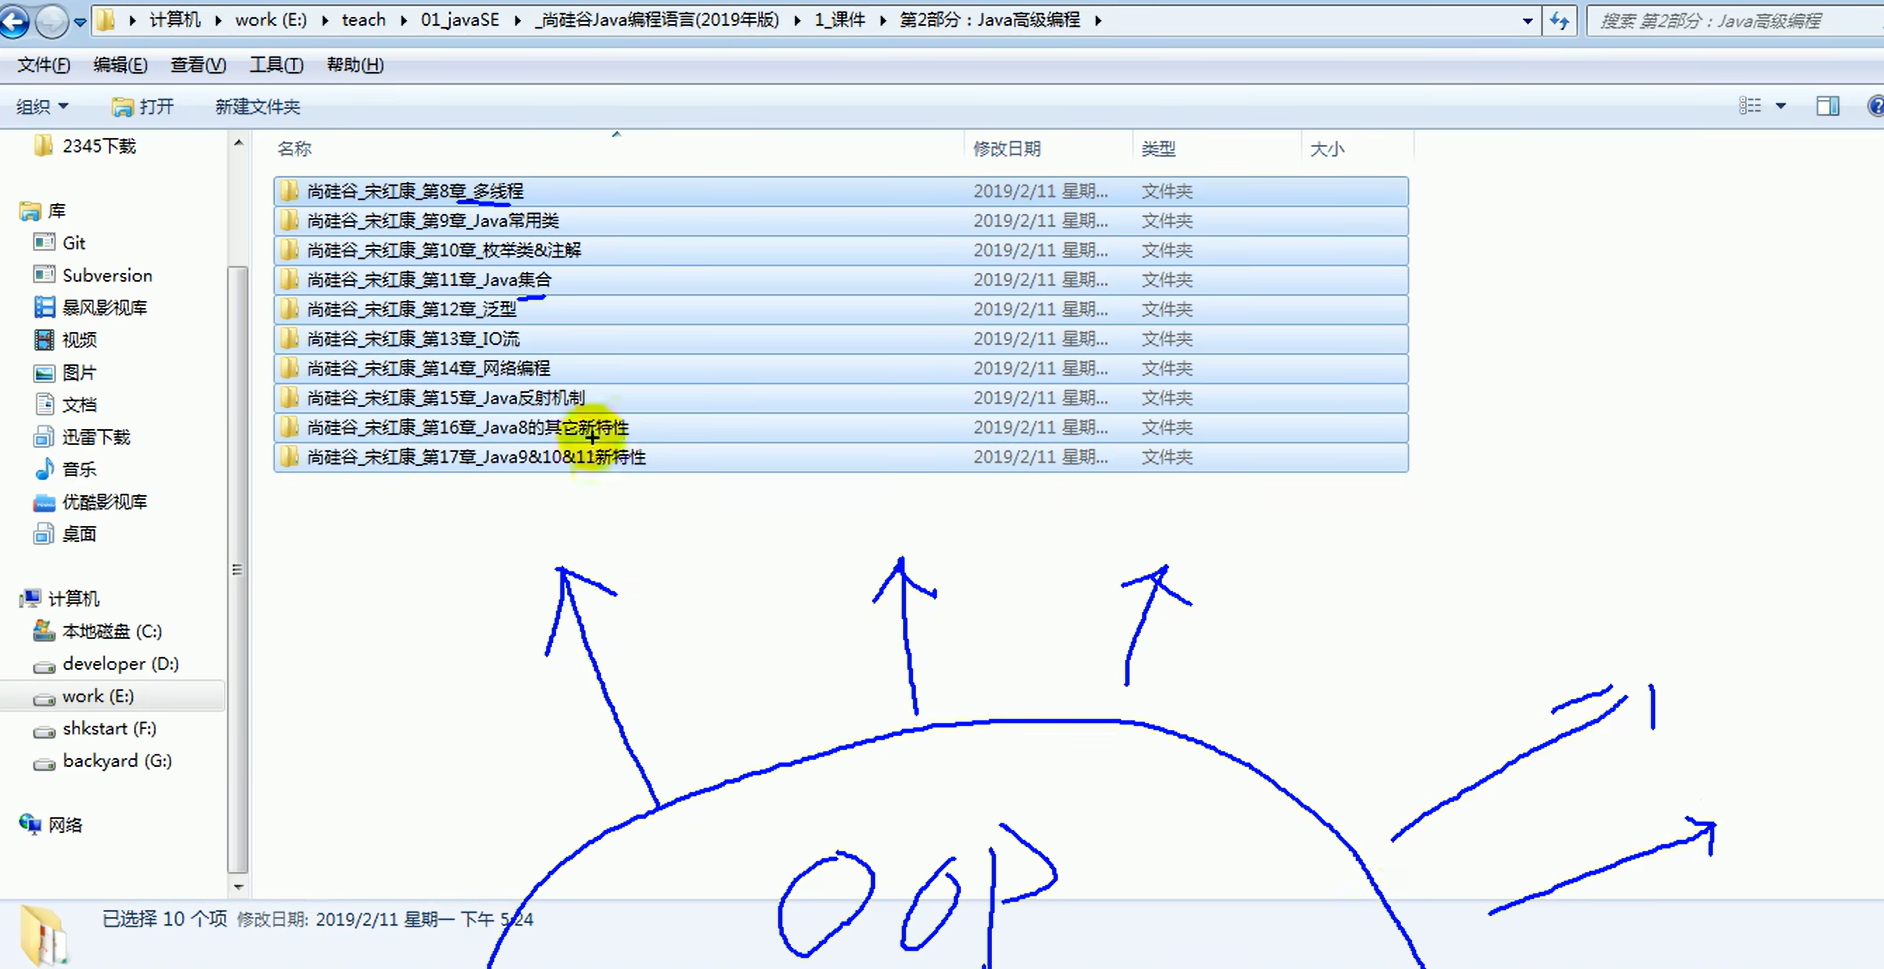 计算机 work (E:) teach 01_javaSE _尚硅谷Java编程语言(2019年版) 1_课件 第2部分：Java高级编程
搜索 第2部分：Java高级编程
文件(F) 编辑(E) 查看(V) 工具(T) 帮助(H)
组织 打开 新建文件夹
2345下载
库
Git
Subversion
暴风影视库
视频
图片
文档
迅雷下载
音乐
优酷影视库
桌面
计算机
本地磁盘 (C:)
developer (D:)
work (E:)
shkstart (F:)
backyard (G:)
网络
名称 修改日期 类型 大小
尚硅谷_宋红康_第8章_多线程 2019/2/11 星期... 文件夹
尚硅谷_宋红康_第9章_Java常用类 2019/2/11 星期... 文件夹
尚硅谷_宋红康_第10章_枚举类&注解 2019/2/11 星期... 文件夹
尚硅谷_宋红康_第11章_Java集合 2019/2/11 星期... 文件夹
尚硅谷_宋红康_第12章_泛型 2019/2/11 星期... 文件夹
尚硅谷_宋红康_第13章_IO流 2019/2/11 星期... 文件夹
尚硅谷_宋红康_第14章_网络编程 2019/2/11 星期... 文件夹
尚硅谷_宋红康_第15章_Java反射机制 2019/2/11 星期... 文件夹
尚硅谷_宋红康_第16章_Java8的其它新特性 2019/2/11 星期... 文件夹
尚硅谷_宋红康_第17章_Java9&10&11新特性 2019/2/11 星期... 文件夹
OOP
已选择 10 个项 修改日期: 2019/2/11 星期一 下午 5:24